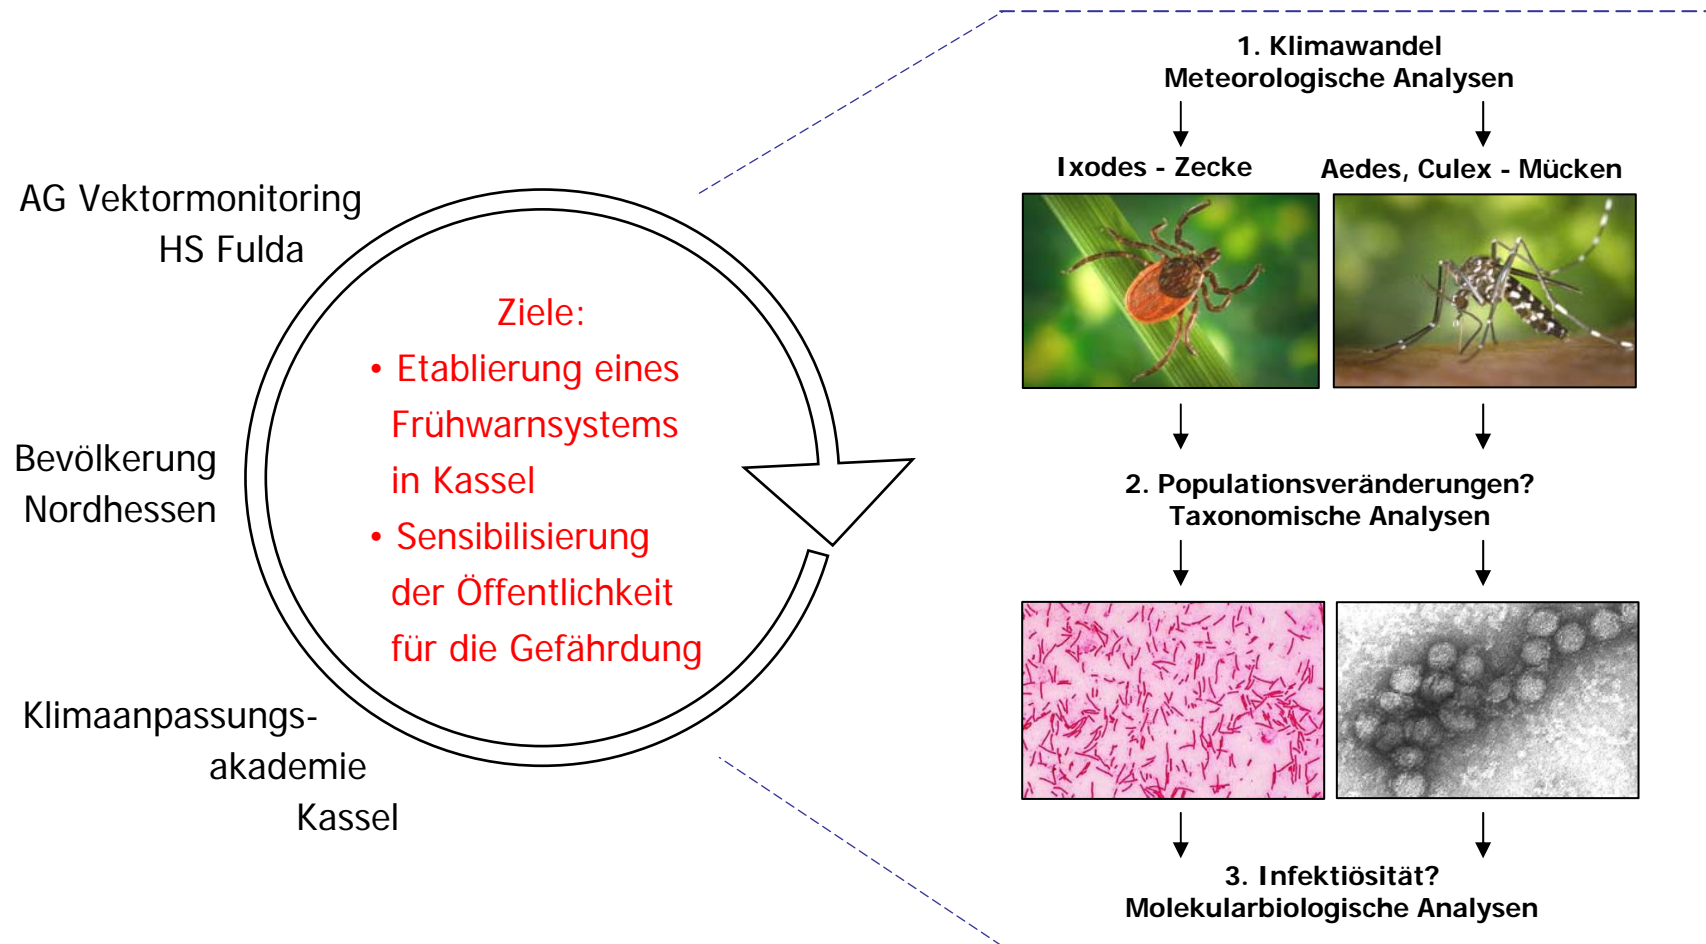 AG Vektormonitoring
HS Fulda
Bevölkerung
Nordhessen
Klimaanpassungs-
akademie
Kassel
Ziele:
• Etablierung eines
Frühwarnsystems
in Kassel
• Sensibilisierung
der Öffentlichkeit
für die Gefährdung
1. Klimawandel
Meteorologische Analysen
Ixodes - Zecke
Aedes, Culex - Mücken
2. Populationsveränderungen?
Taxonomische Analysen
3. Infektiösität?
Molekularbiologische Analysen